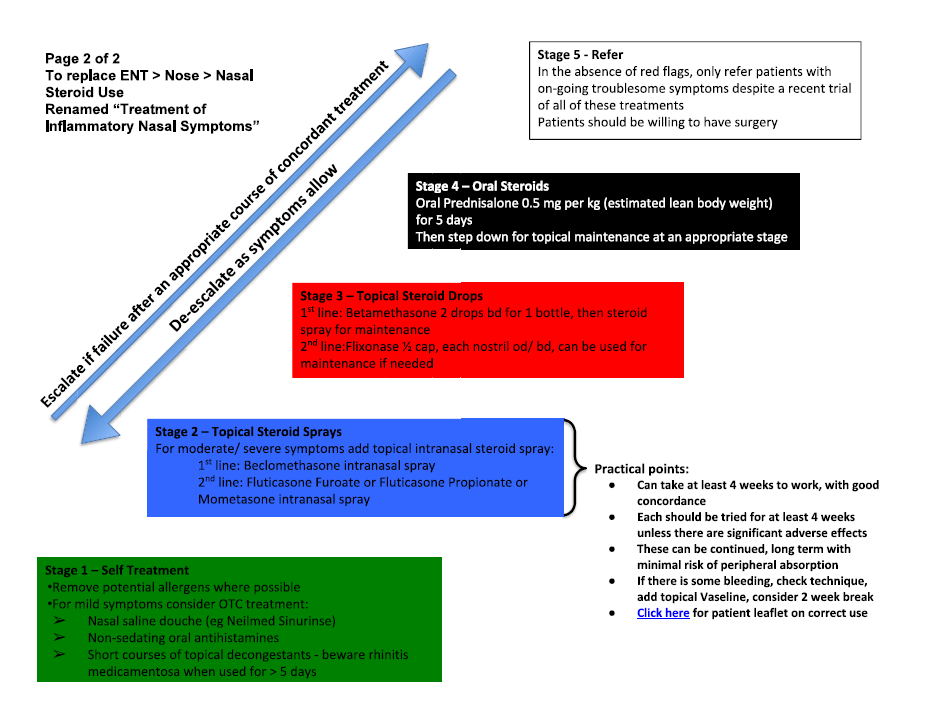 Page 2 of 2
To replace ENT > Nose > Nasal
Steroid Use
Renamed “Treatment of
Inflammatory Nasal Symptoms”
Escalate if failure after an appropriate course of concordant treatment
De-escalate as symptoms allow
Stage 5 - Refer
In the absence of red flags, only refer patients with
on-going troublesome symptoms despite a recent trial
of all of these treatments
Patients should be willing to have surgery
Stage 4 – Oral Steroids
Oral Prednisalone 0.5 mg per kg (estimated lean body weight)
for 5 days
Then step down for topical maintenance at an appropriate stage
Stage 3 – Topical Steroid Drops
1st line: Betamethasone 2 drops bd for 1 bottle, then steroid
spray for maintenance
2nd line:Flixonase ½ cap, each nostril od/ bd, can be used for
maintenance if needed
Stage 2 – Topical Steroid Sprays
For moderate/ severe symptoms add topical intranasal steroid spray:
1st line: Beclomethasone intranasal spray
2nd line: Fluticasone Furoate or Fluticasone Propionate or
Mometasone intranasal spray
Practical points:
• Can take at least 4 weeks to work, with good
concordance
• Each should be tried for at least 4 weeks
unless there are significant adverse effects
• These can be continued, long term with
minimal risk of peripheral absorption
• If there is some bleeding, check technique,
add topical Vaseline, consider 2 week break
• Click here for patient leaflet on correct use
Stage 1 – Self Treatment
•Remove potential allergens where possible
•For mild symptoms consider OTC treatment:
➢ Nasal saline douche (eg Neilmed Sinurinse)
➢ Non-sedating oral antihistamines
➢ Short courses of topical decongestants - beware rhinitis
medicamentosa when used for > 5 days